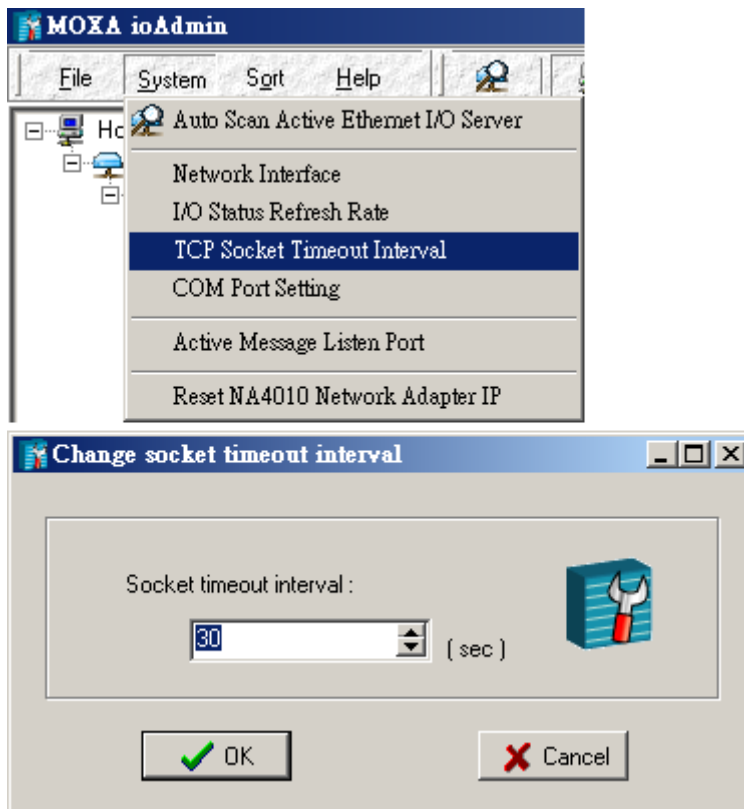 MOXA ioAdmin
File System Sort Help
Auto Scan Active Ethernet I/O Server
Network Interface
I/O Status Refresh Rate
TCP Socket Timeout Interval
COM Port Setting
Active Message Listen Port
Reset NA4010 Network Adapter IP
Change socket timeout interval
Socket timeout interval :
30 ( sec )
OK Cancel